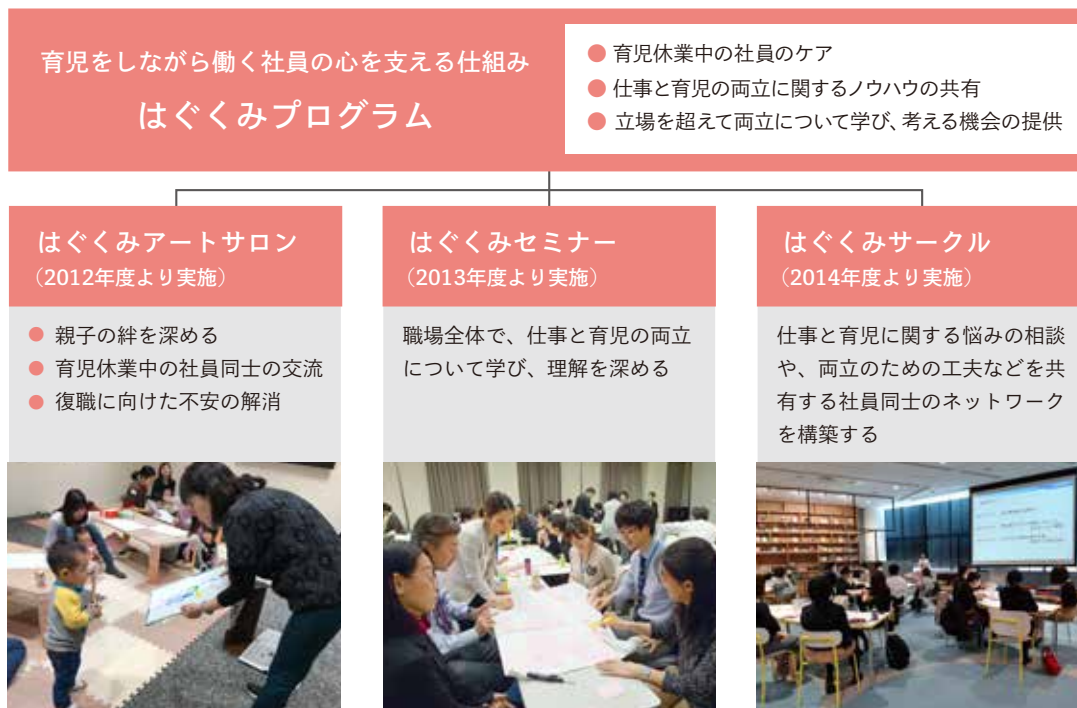 育児をしながら働く社員の心を支える仕組み
はぐくみプログラム
● 育児休業中の社員のケア
● 仕事と育児の両立に関するノウハウの共有
● 立場を超えて両立について学び、考える機会の提供
はぐくみアートサロン
（2012年度より実施）
● 親子の絆を深める
● 育児休業中の社員同士の交流
● 復職に向けた不安の解消
はぐくみセミナー
（2013年度より実施）
職場全体で、仕事と育児の両立
について学び、理解を深める
はぐくみサークル
（2014年度より実施）
仕事と育児に関する悩みの相談
や、両立のための工夫などを共
有する社員同士のネットワーク
を構築する